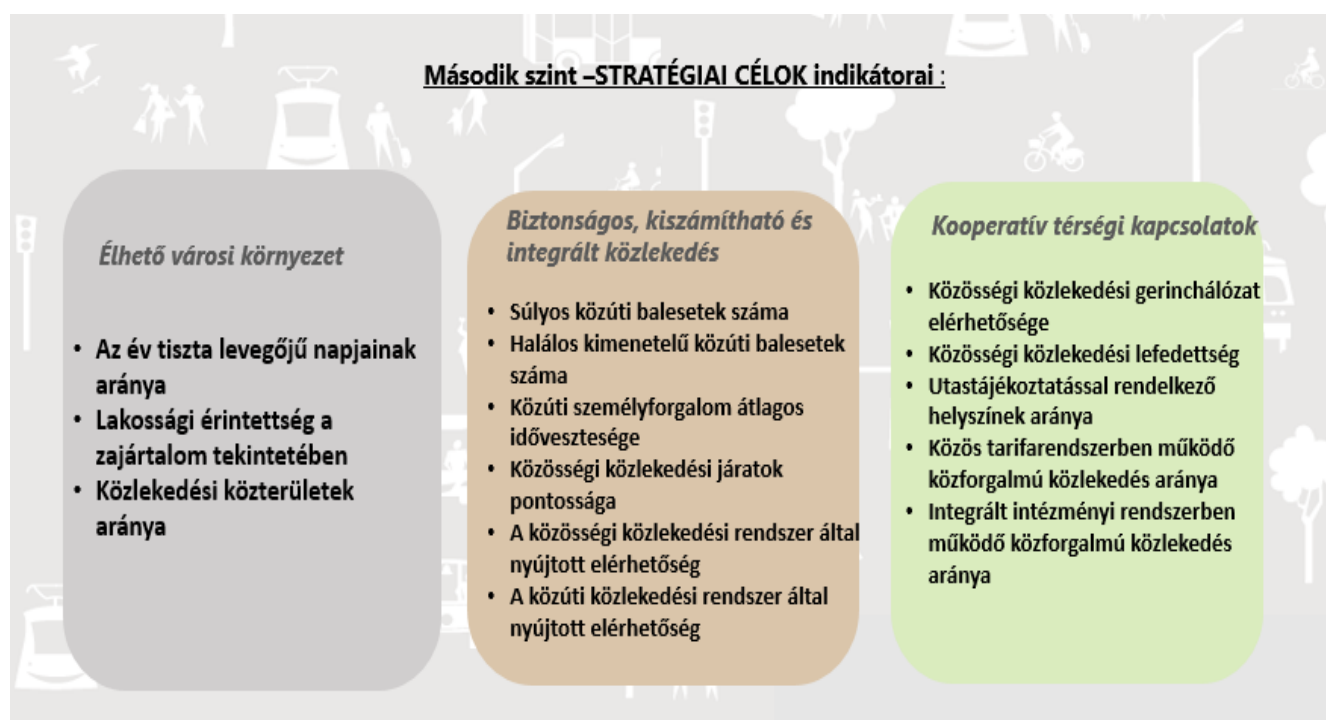 Második szint –STRATÉGIAI CÉLOK indikátorai :
Élhető városi környezet
• Az év tiszta levegőjű napjainak
aránya
• Lakossági érintettség a
zajártalom tekintetében
• Közlekedési közterületek
aránya
Biztonságos, kiszámítható és
integrált közlekedés
• Súlyos közúti balesetek száma
• Halálos kimenetelű közúti balesetek
száma
• Közúti személyforgalom átlagos
idővesztesége
• Közösségi közlekedési járatok
pontossága
• A közösségi közlekedési rendszer által
nyújtott elérhetőség
• A közúti közlekedési rendszer által
nyújtott elérhetőség
Kooperatív térségi kapcsolatok
• Közösségi közlekedési gerinchálózat
elérhetősége
• Közösségi közlekedési lefedettség
• Utastájékoztatással rendelkező
helyszínek aránya
• Közös tarifarendszerben működő
közforgalmú közlekedés aránya
• Integrált intézményi rendszerben
működő közforgalmú közlekedés
aránya